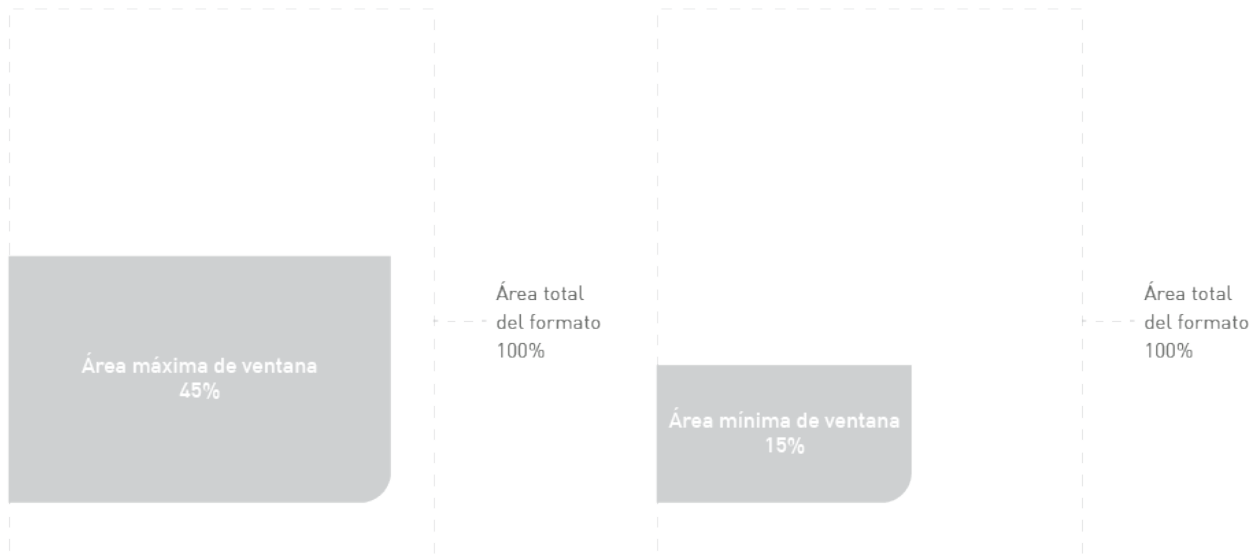 Área total
del formato
100%
Área máxima de ventana
45%
Área total
del formato
100%
Área mínima de ventana
15%